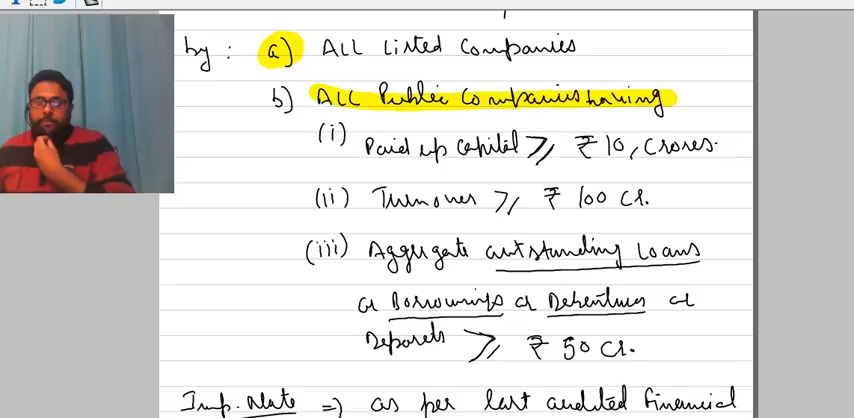 by : a) ALL Listed Companies
b) ALL Public Companies having
(i) Paid up Capital ≥ ₹ 10, Crores.
(ii) Turnover ≥ ₹ 100 Cr.
(iii) Aggregate outstanding Loans
or Borrowings or Debentures or
Deposits ≥ ₹ 50 Cr.
Imp. Note => as per last audited Financial